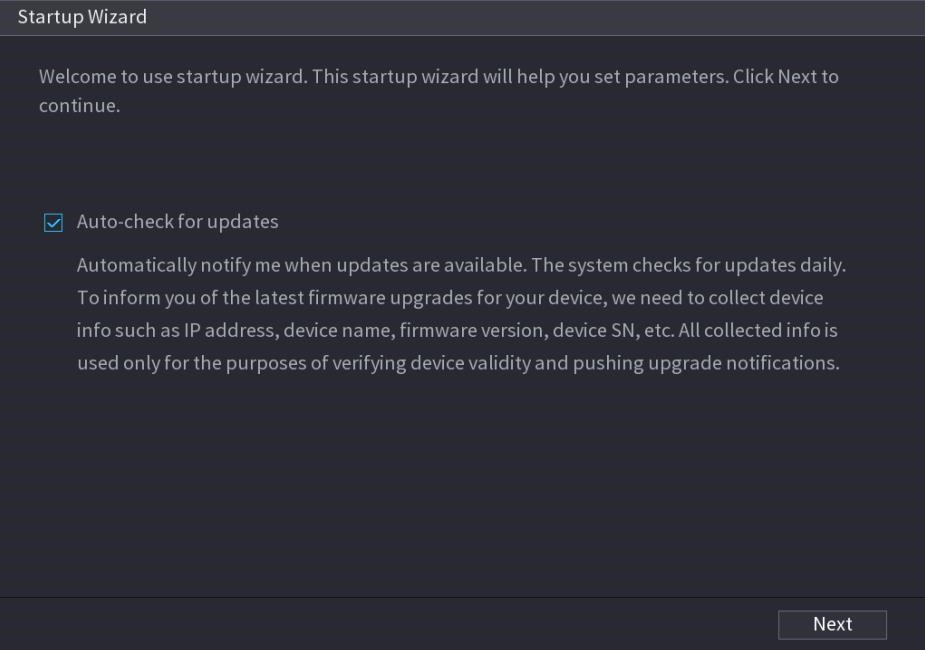 Startup Wizard
Welcome to use startup wizard. This startup wizard will help you set parameters. Click Next to
continue.
Auto-check for updates
Automatically notify me when updates are available. The system checks for updates daily.
To inform you of the latest firmware upgrades for your device, we need to collect device
info such as IP address, device name, firmware version, device SN, etc. All collected info is
used only for the purposes of verifying device validity and pushing upgrade notifications.
Next